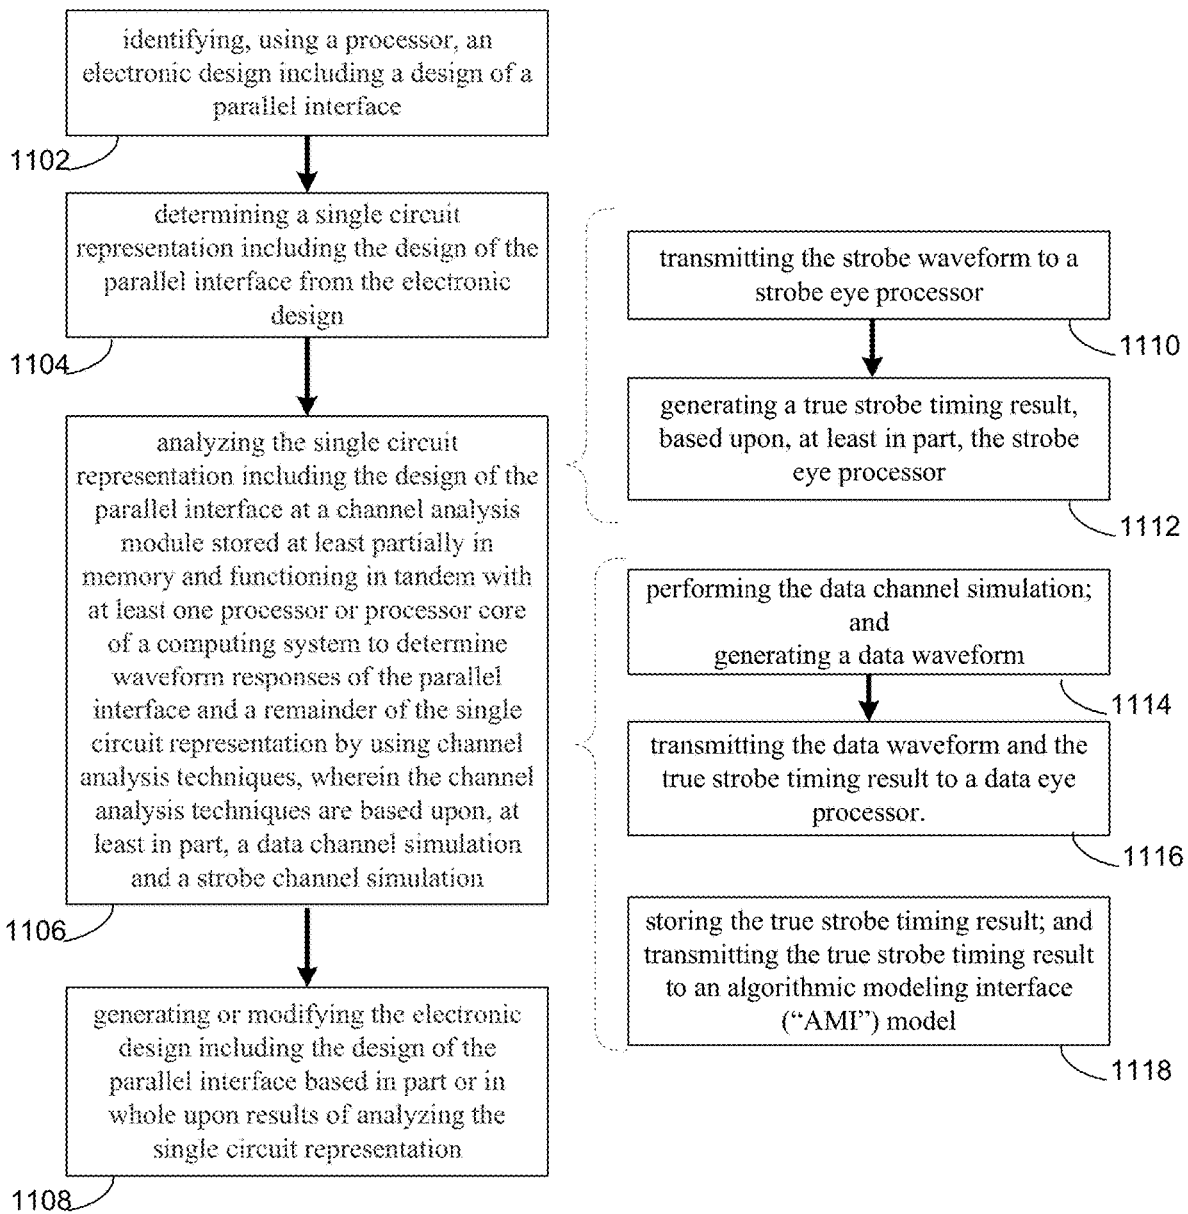 identifying, using a processor, an
electronic design including a design of a
parallel interface
1102
determining a single circuit
representation including the design of the
parallel interface from the electronic
design
1104
analyzing the single circuit
representation including the design of the
parallel interface at a channel analysis
module stored at least partially in
memory and functioning in tandem with
at least one processor or processor core
of a computing system to determine
waveform responses of the parallel
interface and a remainder of the single
circuit representation by using channel
analysis techniques, wherein the channel
analysis techniques are based upon, at
least in part, a data channel simulation
and a strobe channel simulation
1106
generating or modifying the electronic
design including the design of the
parallel interface based in part or in
whole upon results of analyzing the
single circuit representation
1108
transmitting the strobe waveform to a
strobe eye processor
1110
generating a true strobe timing result,
based upon, at least in part, the strobe
eye processor
1112
performing the data channel simulation;
and
generating a data waveform
1114
transmitting the data waveform and the
true strobe timing result to a data eye
processor.
1116
storing the true strobe timing result; and
transmitting the true strobe timing result
to an algorithmic modeling interface
(“AMI”) model
1118